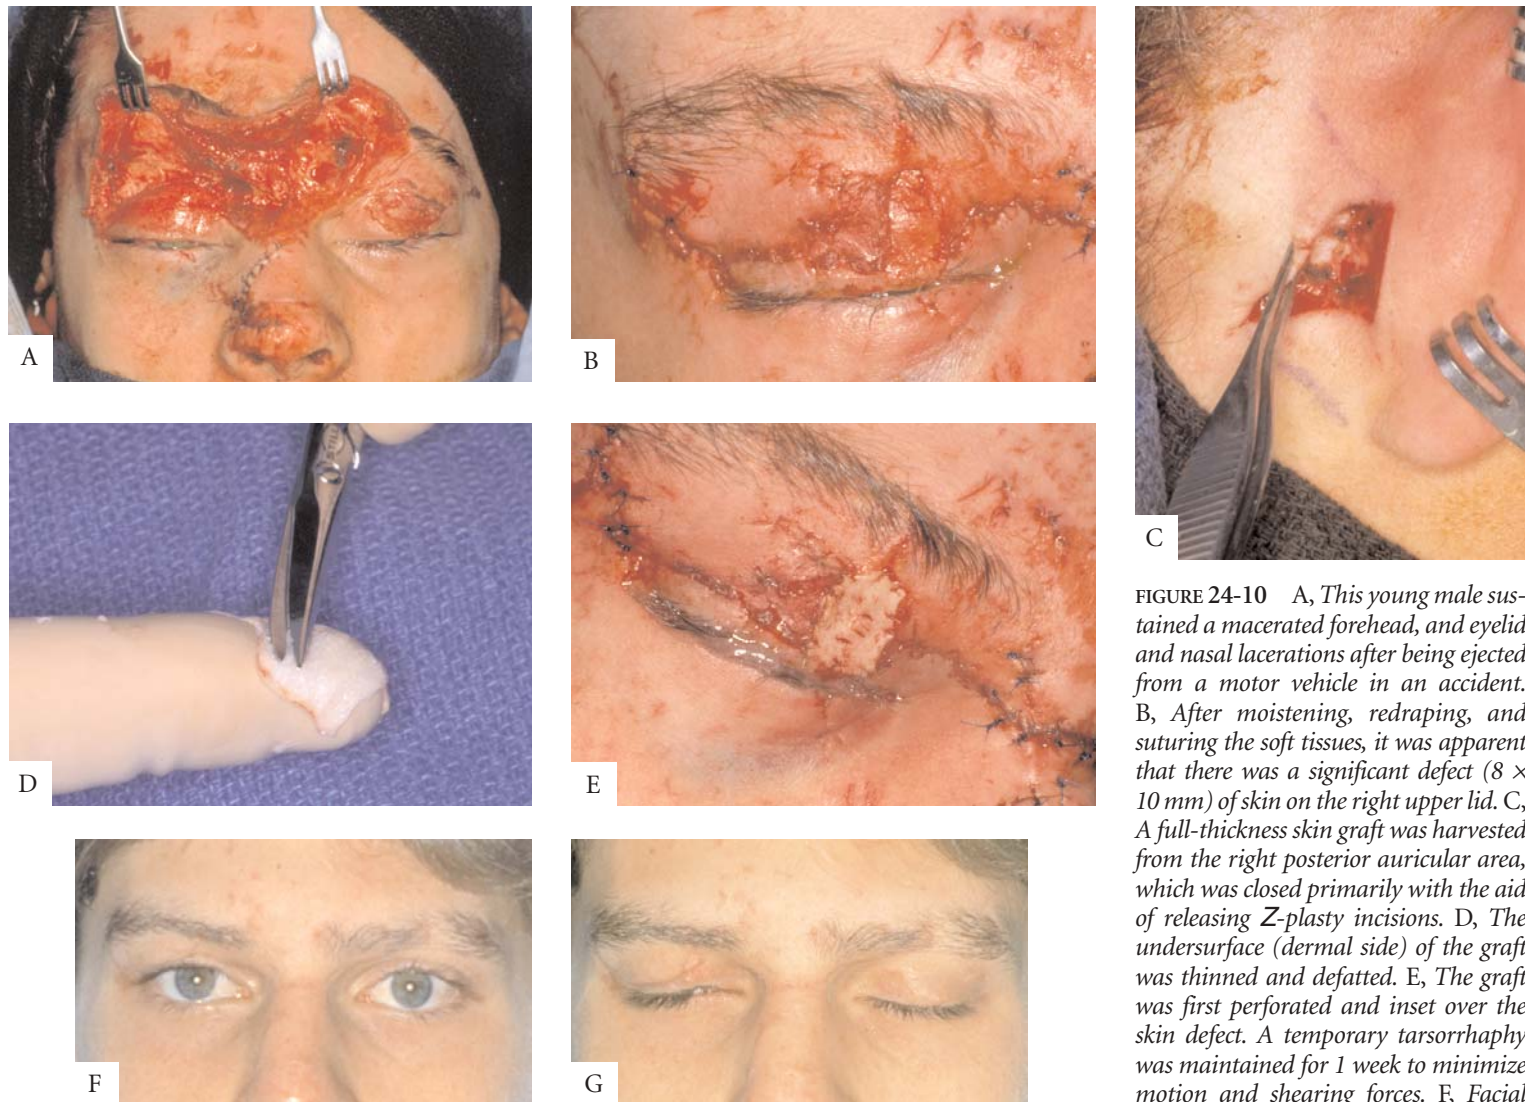 A
B
C
D
E
F
G
FIGURE 24-10 A, This young male sus-
tained a macerated forehead, and eyelid
and nasal lacerations after being ejected
from a motor vehicle in an accident.
B, After moistening, redraping, and
suturing the soft tissues, it was apparent
that there was a significant defect (8 ×
10 mm) of skin on the right upper lid. C,
A full-thickness skin graft was harvested
from the right posterior auricular area,
which was closed primarily with the aid
of releasing Z-plasty incisions. D, The
undersurface (dermal side) of the graft
was thinned and defatted. E, The graft
was first perforated and inset over the
skin defect. A temporary tarsorrhaphy
was maintained for 1 week to minimize
motion and shearing forces. F, Facial